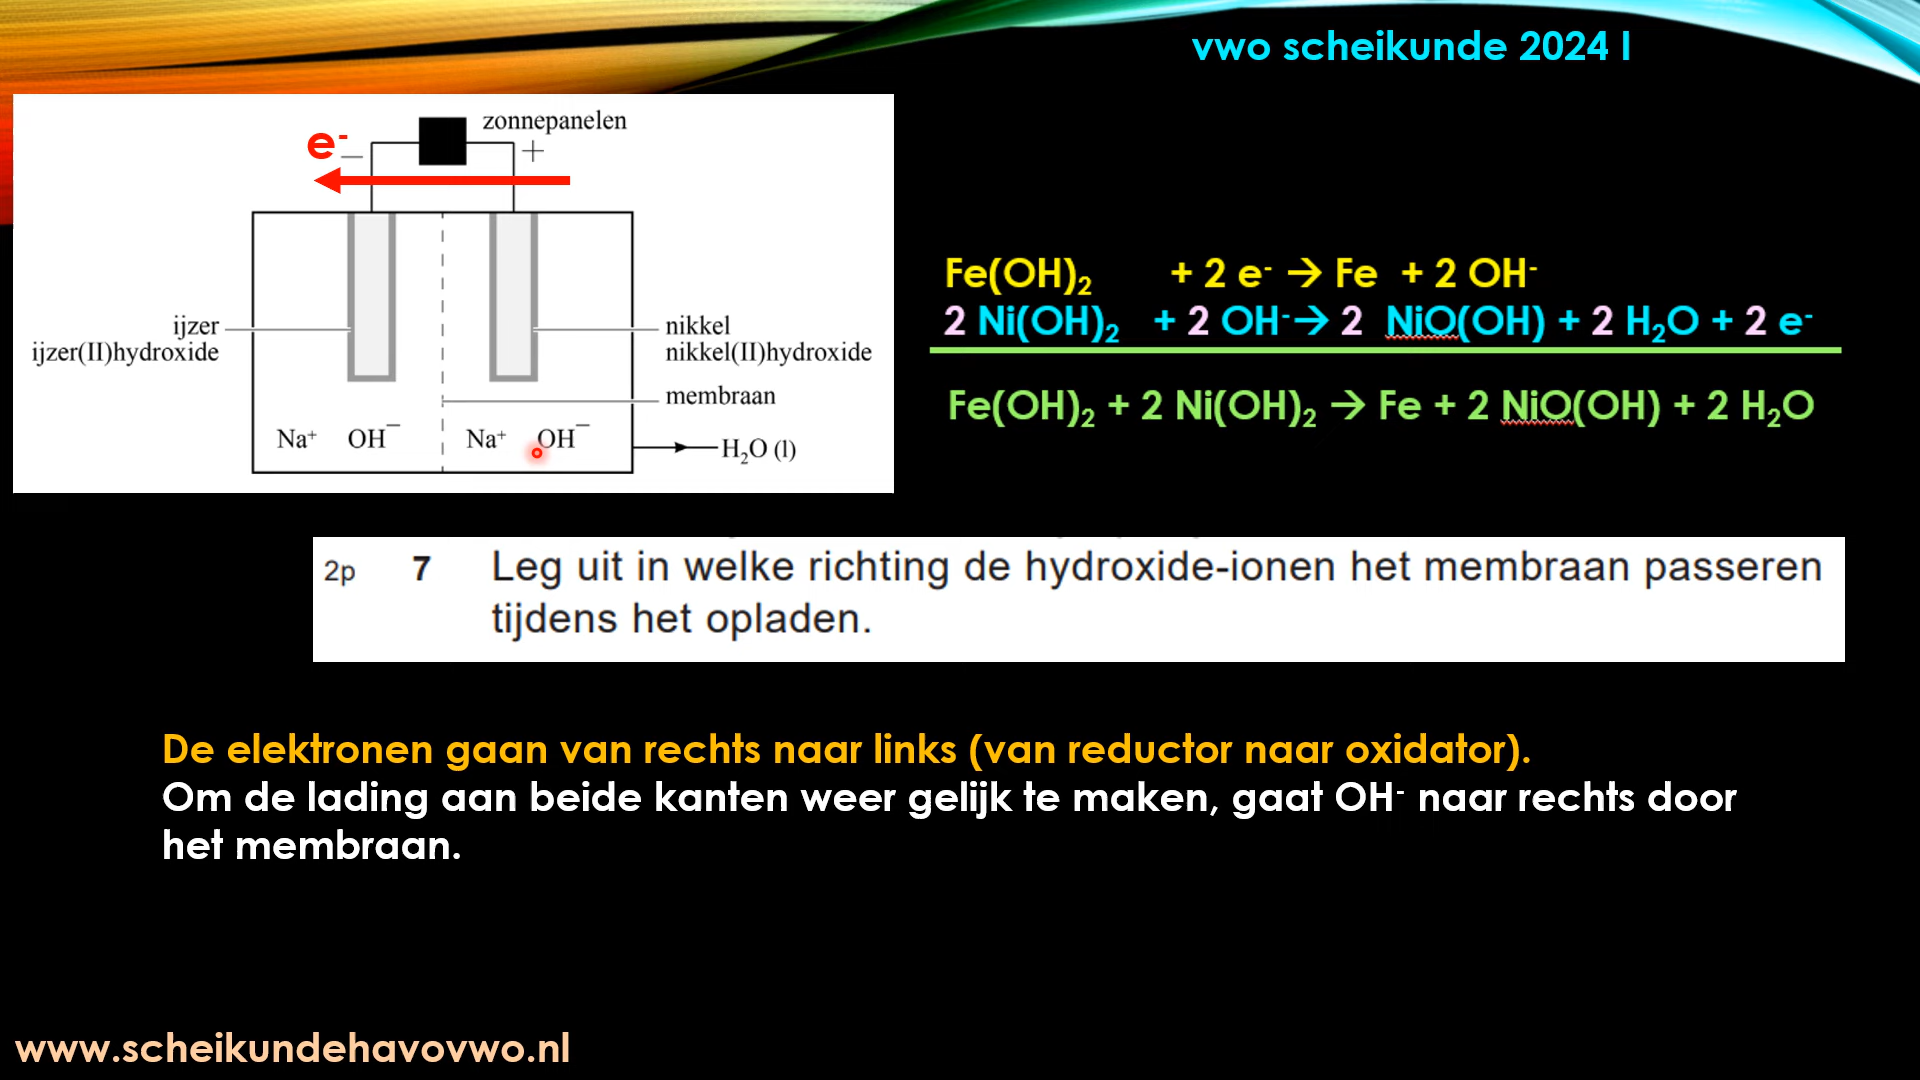 vwo scheikunde 2024 I
zonnepanelen
e-
−
+
ijzer
ijzer(II)hydroxide
nikkel
nikkel(II)hydroxide
membraan
Na⁺ OH⁻ Na⁺ OH⁻
H₂O (l)
Fe(OH)₂ + 2 e⁻ → Fe + 2 OH⁻
2 Ni(OH)₂ + 2 OH⁻→ 2 NiO(OH) + 2 H₂O + 2 e⁻
Fe(OH)₂ + 2 Ni(OH)₂ → Fe + 2 NiO(OH) + 2 H₂O
2p 7 Leg uit in welke richting de hydroxide-ionen het membraan passeren
tijdens het opladen.
De elektronen gaan van rechts naar links (van reductor naar oxidator).
Om de lading aan beide kanten weer gelijk te maken, gaat OH⁻ naar rechts door
het membraan.
www.scheikundehavovwo.nl